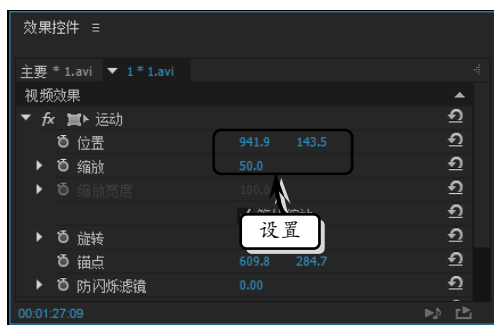 效果控件 ≡
主要 * 1.avi ▼ 1 * 1.avi
视频效果
fx 运动
位置 941.9 143.5
缩放 50.0
缩放宽度 100.0
设置
旋转
锚点 609.8 284.7
防闪烁滤镜 0.00
00:01:27:09